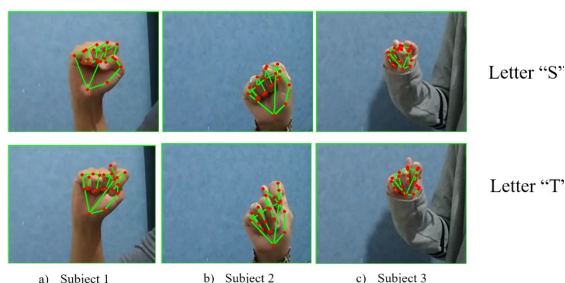 Letter “S”
Letter “T”
a) Subject 1
b) Subject 2
c) Subject 3